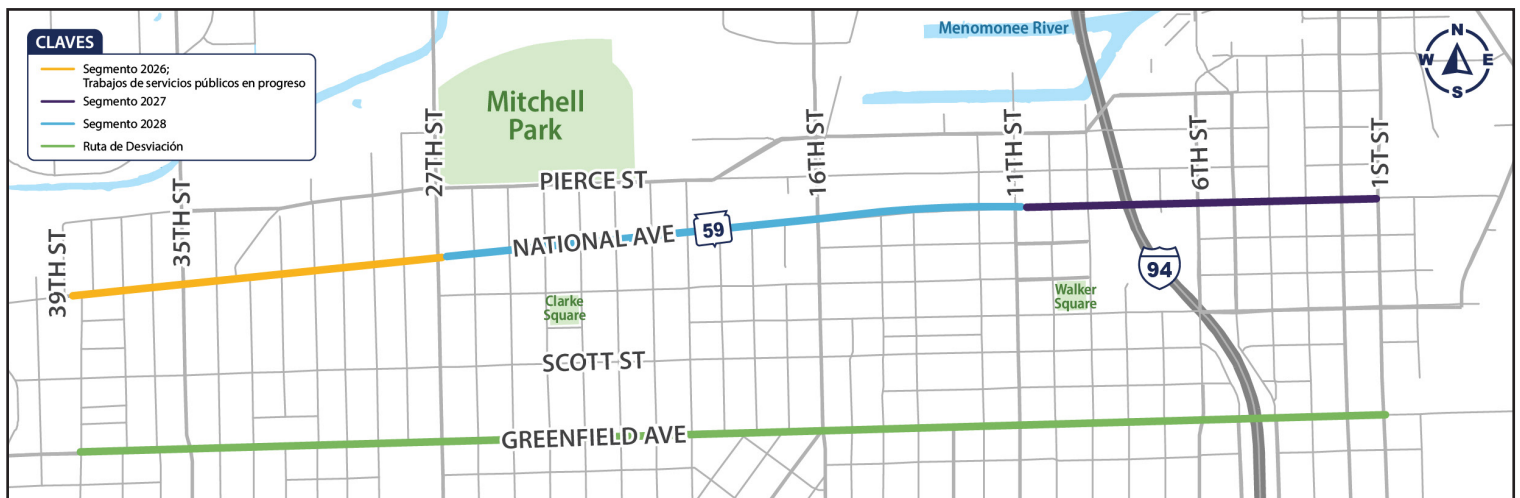 CLAVES
Segmento 2026;
Trabajos de servicios públicos en progreso
Segmento 2027
Segmento 2028
Ruta de Desviación
Menomonee River
N
W
E
S
Mitchell
Park
27TH ST
16TH ST
11TH ST
6TH ST
1ST ST
PIERCE ST
35TH ST
39TH ST
NATIONAL AVE
59
94
Clarke
Square
Walker
Square
SCOTT ST
GREENFIELD AVE